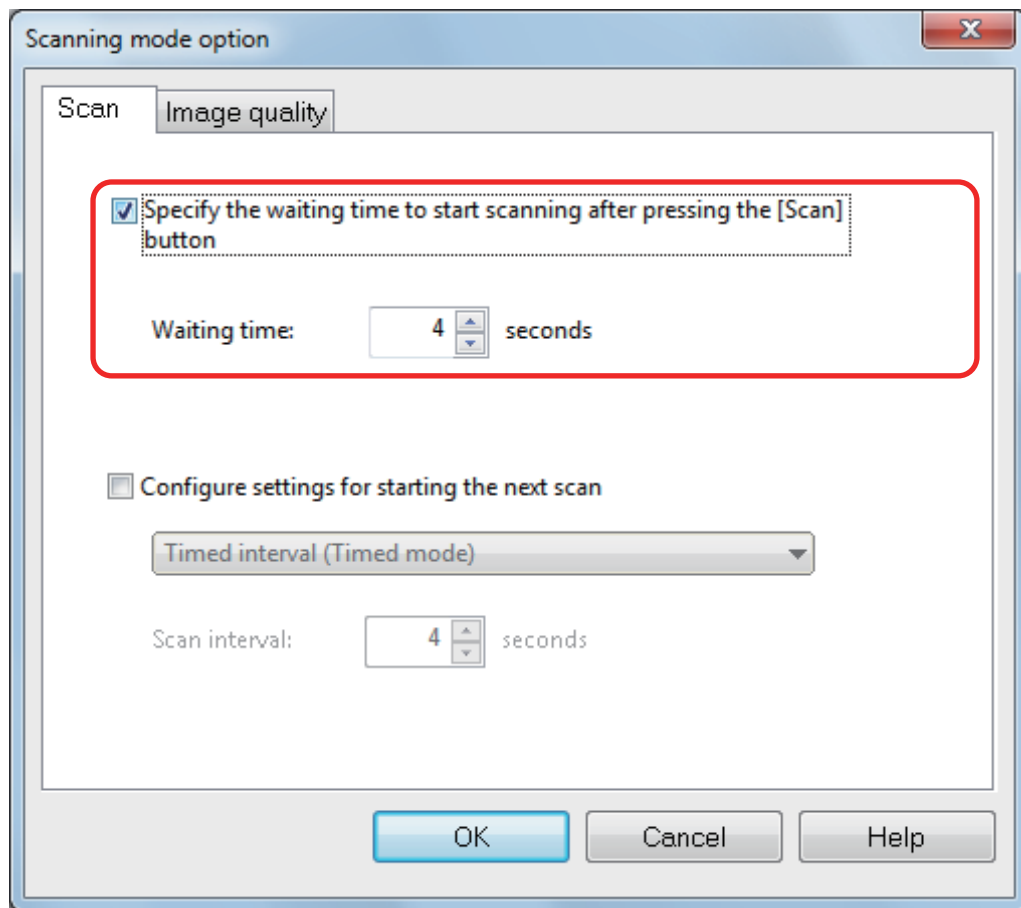 Scanning mode option
Scan
Image quality
Specify the waiting time to start scanning after pressing the [Scan]
button
Waiting time: 4 seconds
Configure settings for starting the next scan
Timed interval (Timed mode)
Scan interval: 4 seconds
OK Cancel Help